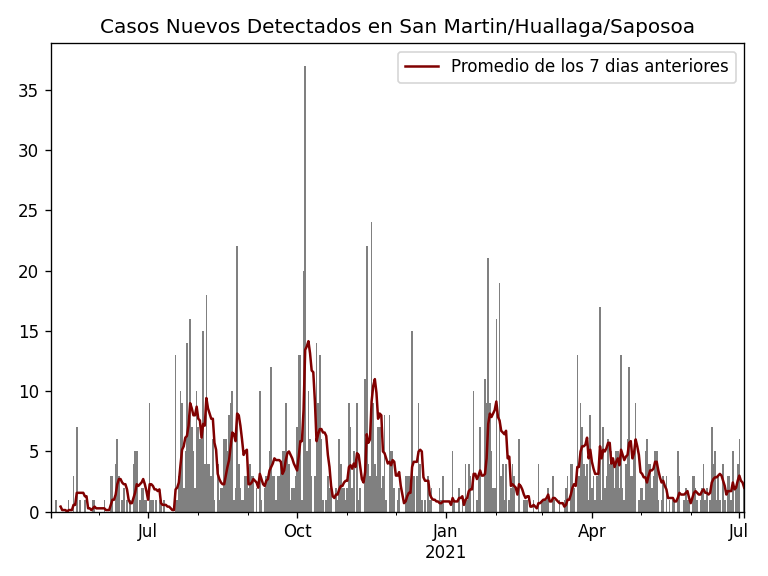 Casos Nuevos Detectados en San Martin/Huallaga/Saposoa
Promedio de los 7 dias anteriores
35
30
25
20
15
10
5
0
Jul
Oct
Jan
2021
Apr
Jul